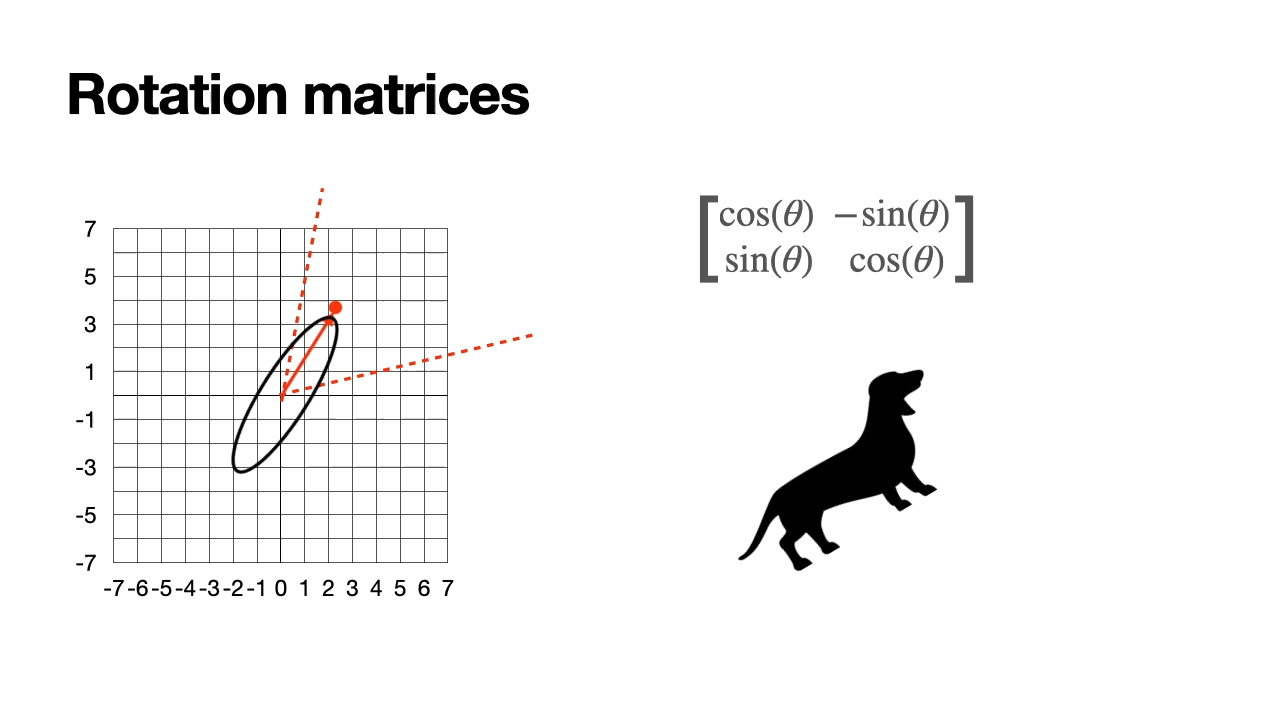 Rotation matrices
7
5
3
1
-1
-3
-5
-7
-7 -6 -5 -4 -3 -2 -1 0 1 2 3 4 5 6 7
cos(θ) −sin(θ)
sin(θ) cos(θ)